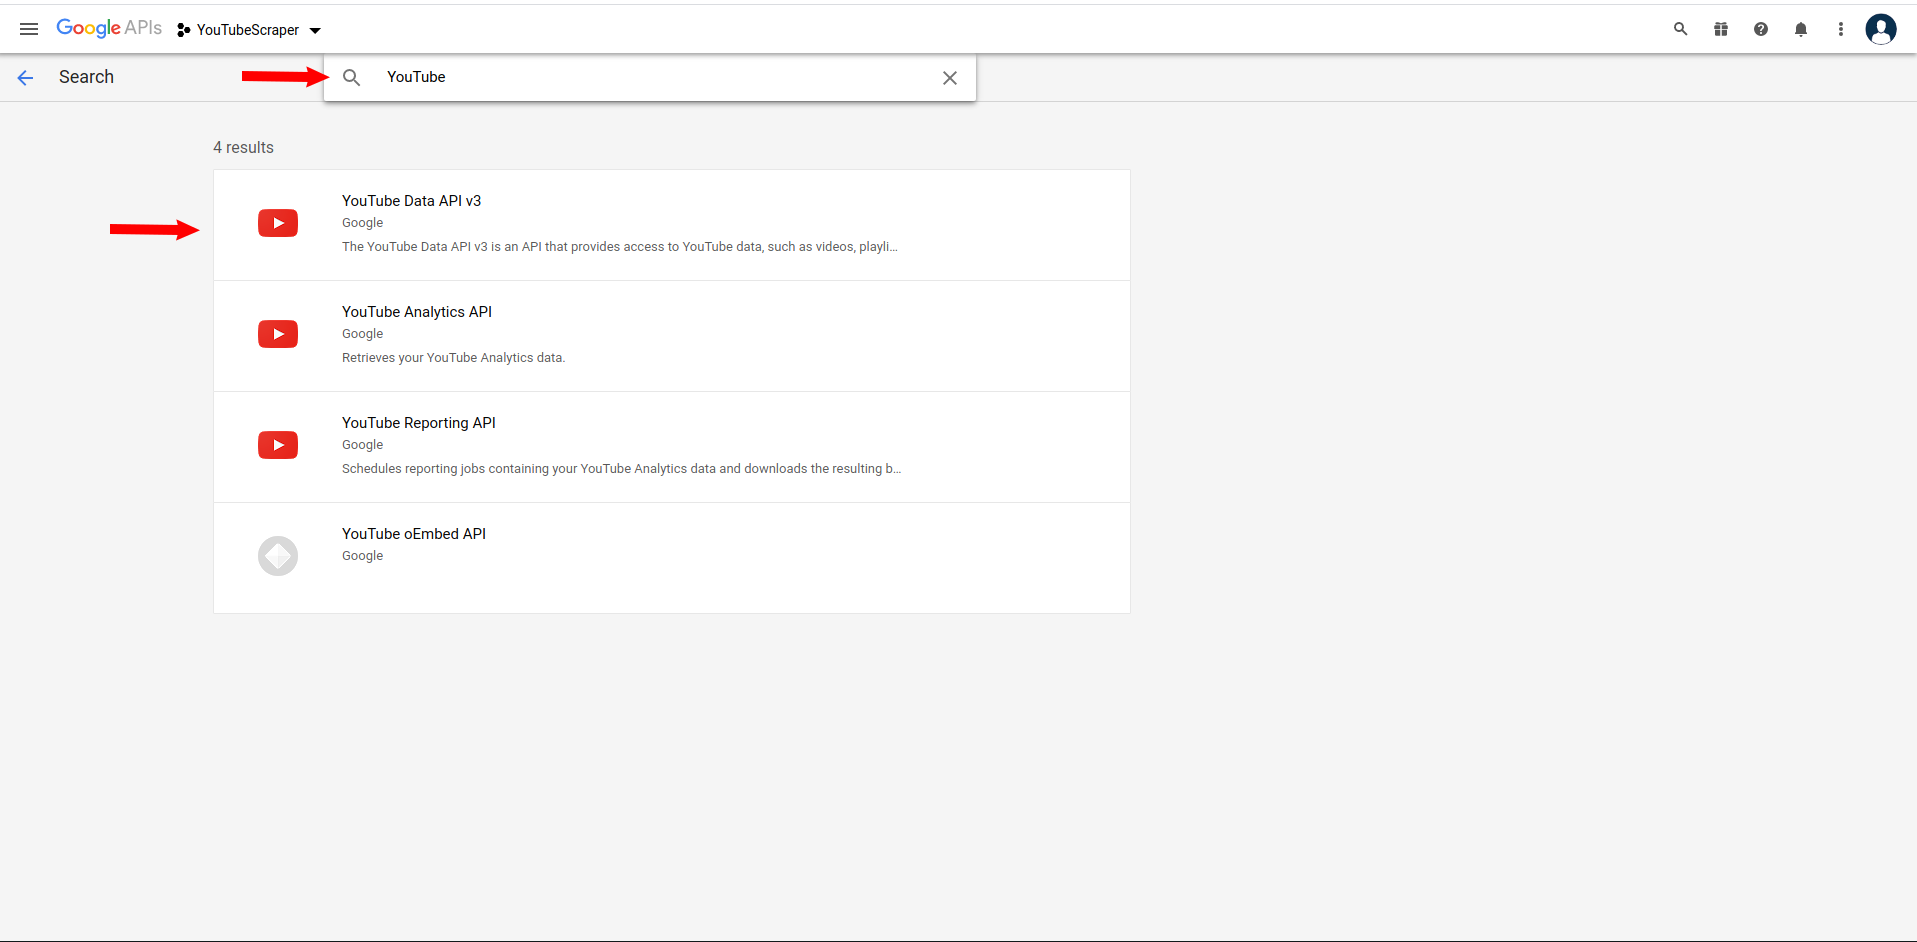 Google APIs YouTubeScraper
Search
YouTube
4 results
YouTube Data API v3
Google
The YouTube Data API v3 is an API that provides access to YouTube data, such as videos, playli...
YouTube Analytics API
Google
Retrieves your YouTube Analytics data.
YouTube Reporting API
Google
Schedules reporting jobs containing your YouTube Analytics data and downloads the resulting b...
YouTube oEmbed API
Google